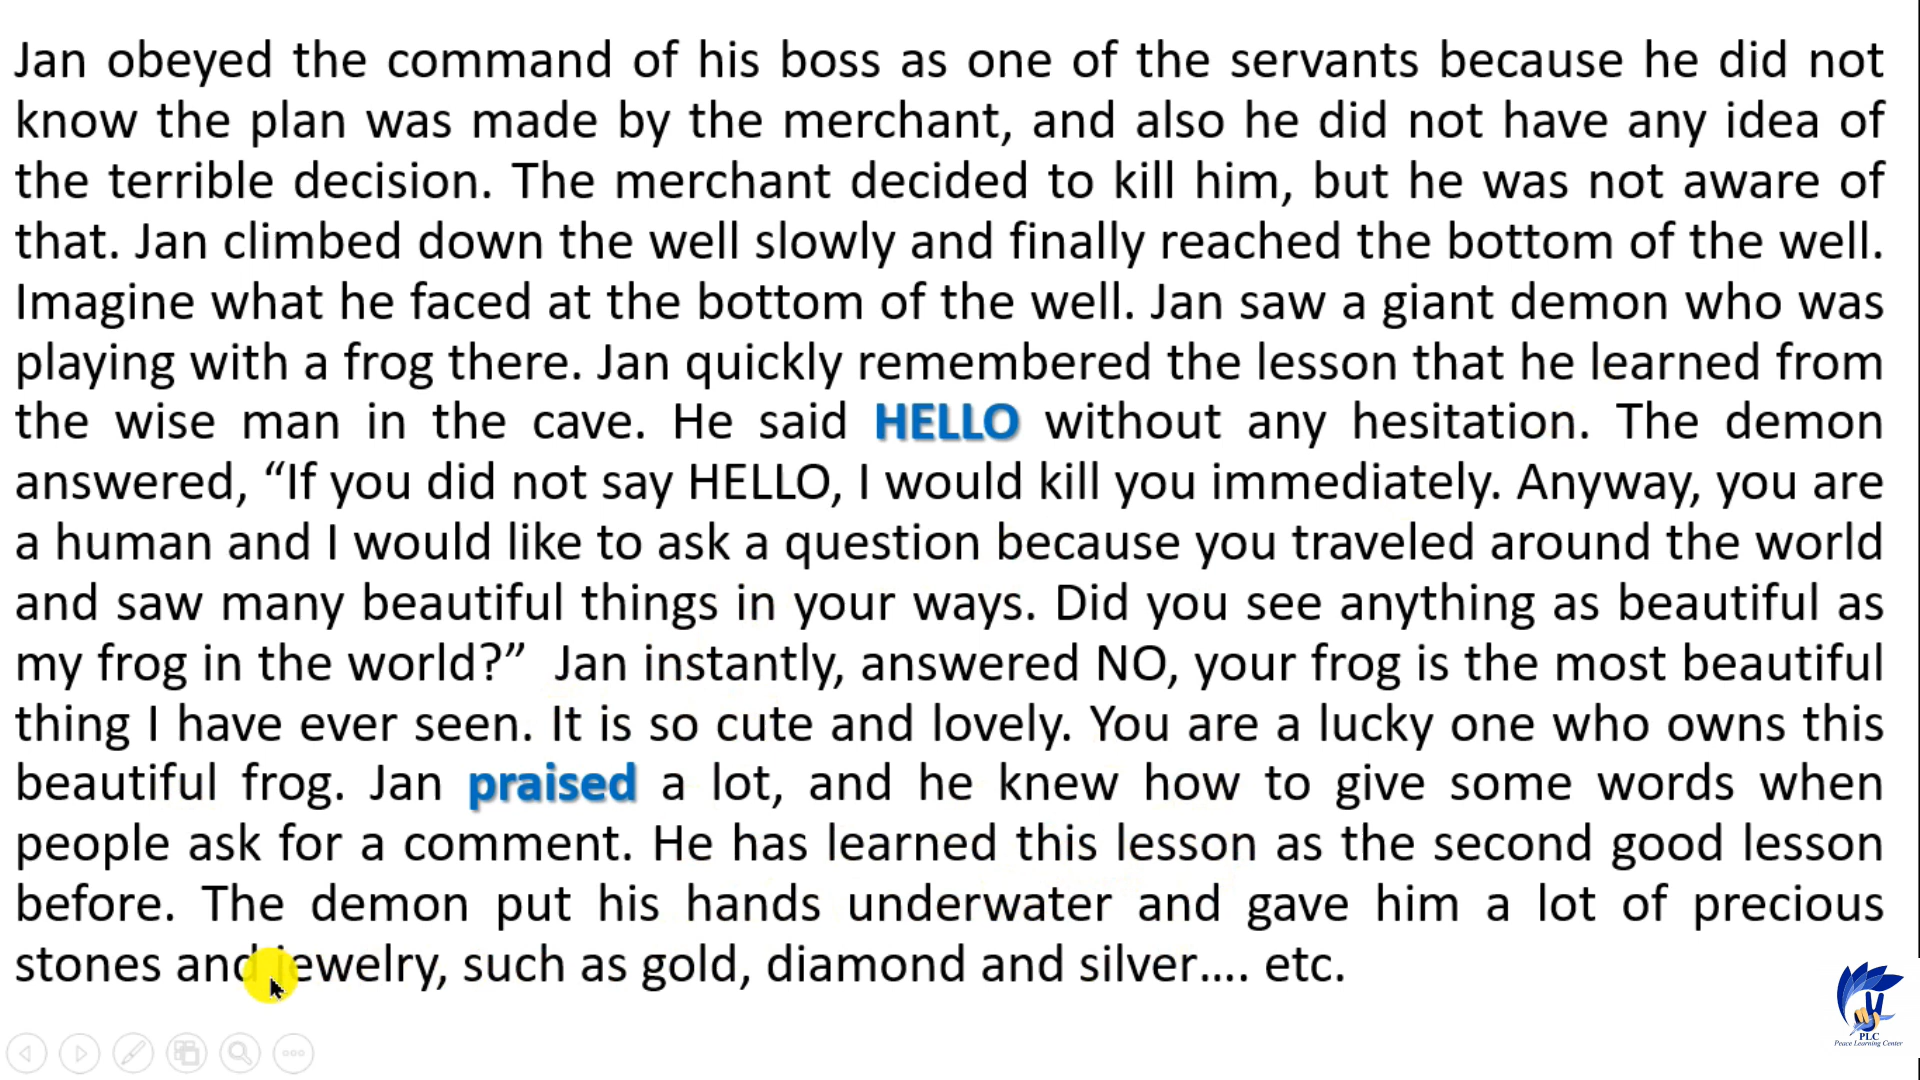 Jan obeyed the command of his boss as one of the servants because he did not
know the plan was made by the merchant, and also he did not have any idea of
the terrible decision. The merchant decided to kill him, but he was not aware of
that. Jan climbed down the well slowly and finally reached the bottom of the well.
Imagine what he faced at the bottom of the well. Jan saw a giant demon who was
playing with a frog there. Jan quickly remembered the lesson that he learned from
the wise man in the cave. He said HELLO without any hesitation. The demon
answered, “If you did not say HELLO, I would kill you immediately. Anyway, you are
a human and I would like to ask a question because you traveled around the world
and saw many beautiful things in your ways. Did you see anything as beautiful as
my frog in the world?” Jan instantly, answered NO, your frog is the most beautiful
thing I have ever seen. It is so cute and lovely. You are a lucky one who owns this
beautiful frog. Jan praised a lot, and he knew how to give some words when
people ask for a comment. He has learned this lesson as the second good lesson
before. The demon put his hands underwater and gave him a lot of precious
stones and jewelry, such as gold, diamond and silver.... etc.
PLC
Peace Learning Center